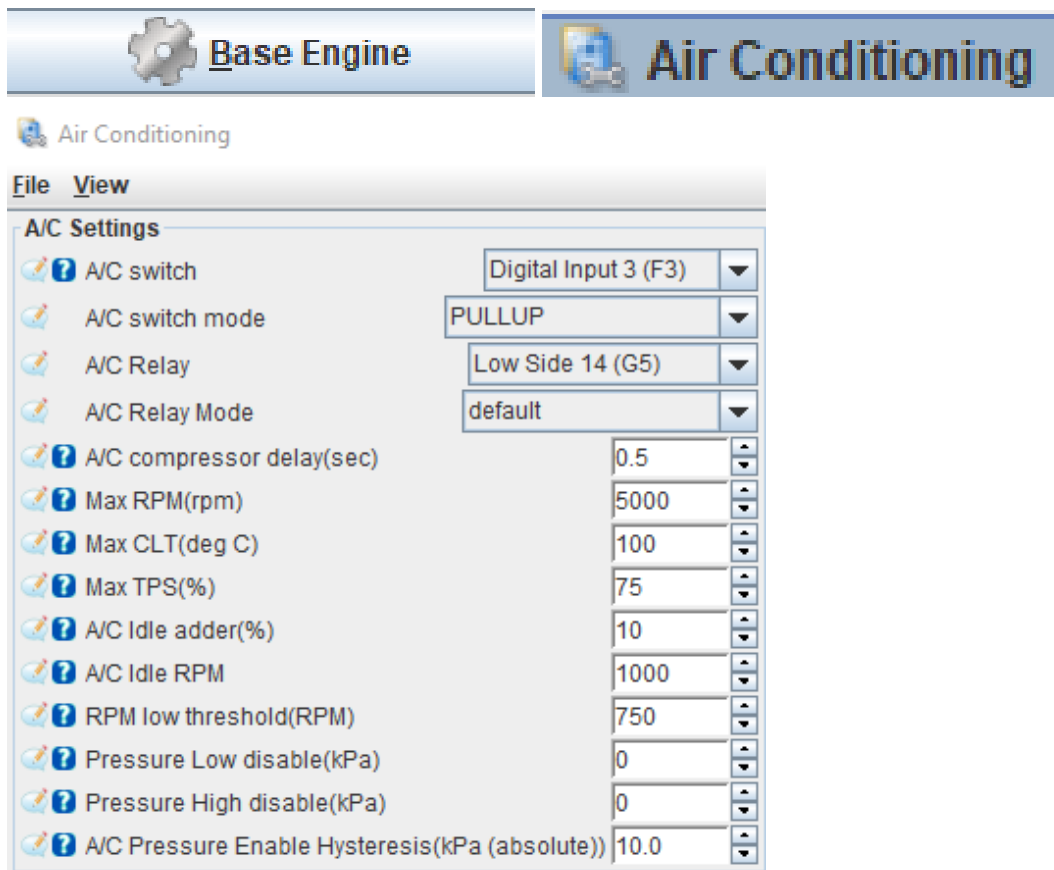 Base Engine Air Conditioning
Air Conditioning
File View
A/C Settings
A/C switch Digital Input 3 (F3)
A/C switch mode PULLUP
A/C Relay Low Side 14 (G5)
A/C Relay Mode default
A/C compressor delay(sec) 0.5
Max RPM(rpm) 5000
Max CLT(deg C) 100
Max TPS(%) 75
A/C Idle adder(%) 10
A/C Idle RPM 1000
RPM low threshold(RPM) 750
Pressure Low disable(kPa) 0
Pressure High disable(kPa) 0
A/C Pressure Enable Hysteresis(kPa (absolute)) 10.0